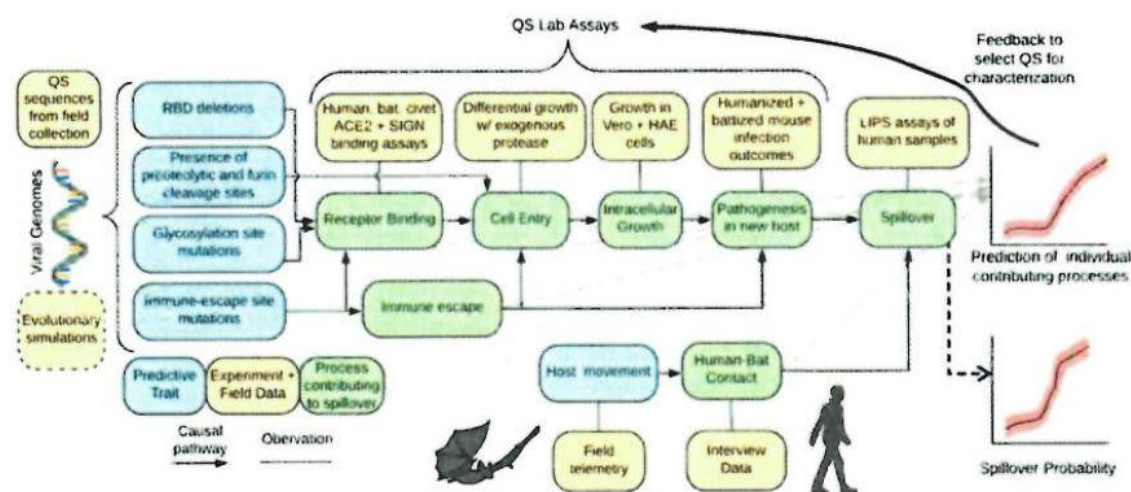 QS Lab Assays
Feedback to
select QS for
characterization
QS
sequences
from field
collection
RBD deletions
Human, bat, civet
ACE2 + SIGN
binding assays
Differential growth
w/ exogenous
protease
Growth in
Vero + HAE
cells
Humanized +
batized mouse
infection
outcomes
LIPS assays of
human samples
Presence of
preoteolytic and furin
cleavage sites
Viral Genomes
Receptor Binding
Cell Entry
Intracellular
Growth
Pathogenesis
in new host
Spillover
Glycosylation site
mutations
Prediction of individual
contributing processes
Evolutionary
simulations
Immune-escape site
mutations
Immune escape
Predictive
Trait
Experiment +
Field Data
Process
contributing
to spillover
Host movement
Human-Bat
Contact
Causal
pathway
Obervation
Field
telemetry
Interview
Data
Spillover Probability